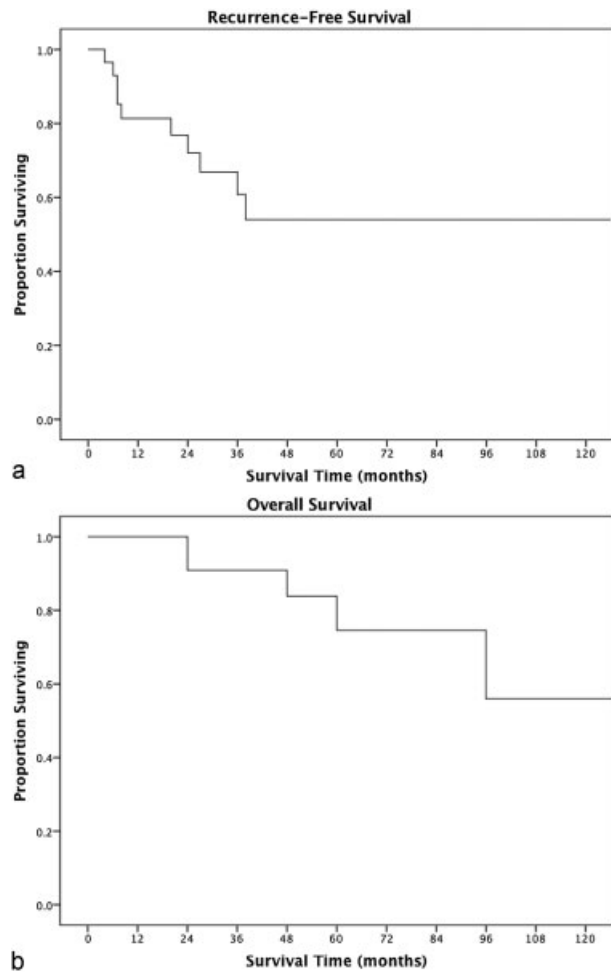 Recurrence-Free Survival
1.0
0.8
0.6
0.4
0.2
0.0
Proportion Surviving
0 12 24 36 48 60 72 84 96 108 120
Survival Time (months)
a
Overall Survival
1.0
0.8
0.6
0.4
0.2
0.0
Proportion Surviving
0 12 24 36 48 60 72 84 96 108 120
Survival Time (months)
b